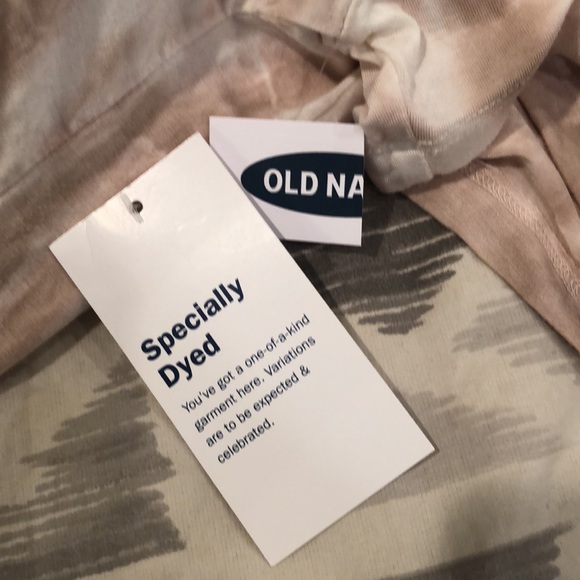 OLD NA
Specially
Dyed
You've got a one-of-a-kind
garment here. Variations
are to be expected &
celebrated.